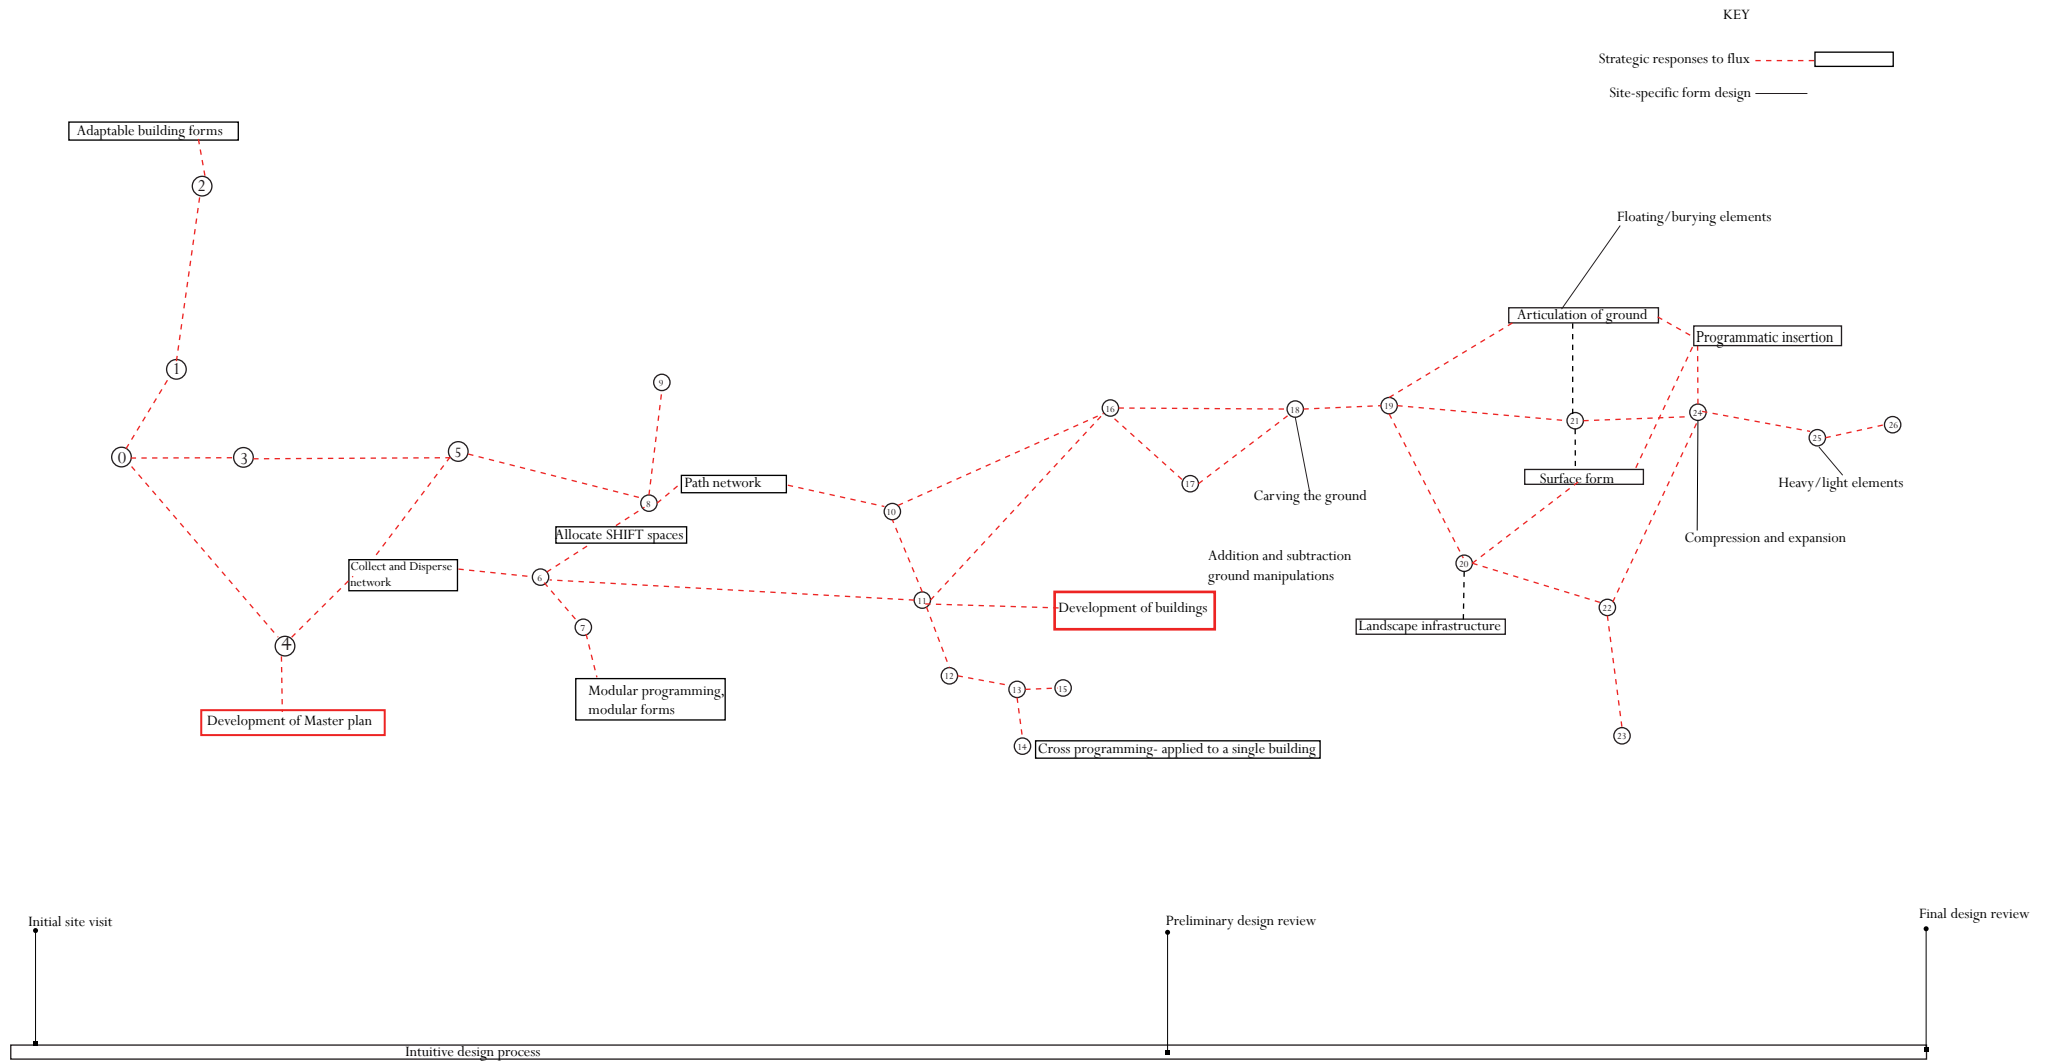 KEY
Strategic responses to flux
Site-specific form design
Adaptable building forms
2
Floating/burying elements
Articulation of ground
Programmatic insertion
1
9
16
18
19
21
24
25
26
0
3
5
Path network
8
10
17
Carving the ground
Surface form
Heavy/light elements
Allocate SHIFT spaces
Compression and expansion
Collect and Disperse
network
6
11
Addition and subtraction
ground manipulations
20
Development of buildings
22
Landscape infrastructure
4
7
12
13
15
Modular programming,
modular forms
Development of Master plan
14
Cross programming- applied to a single building
23
Initial site visit
Preliminary design review
Final design review
Intuitive design process